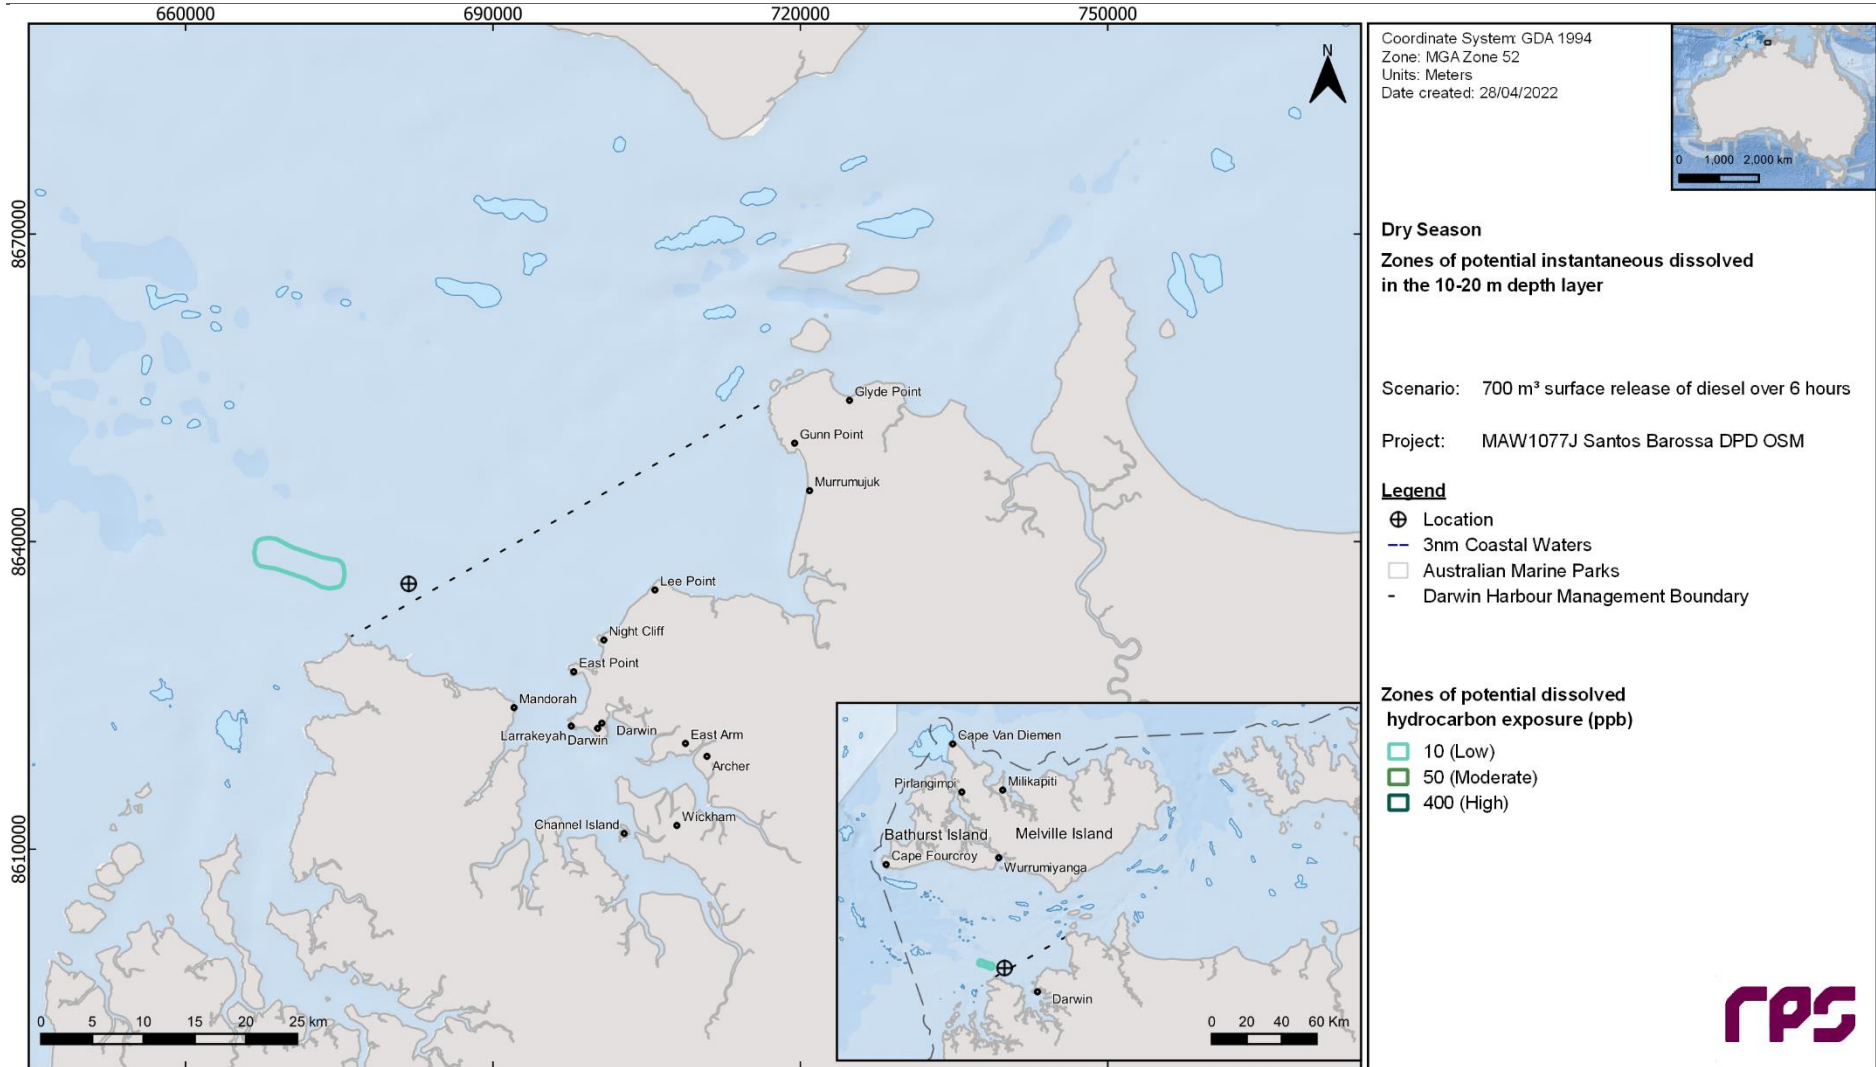 660000
690000
720000
750000
8670000
8640000
8610000
N
Glyde Point
Gunn Point
Murrumujuk
Lee Point
Night Cliff
East Point
Mandorah
Larrakeyah
Darwin
Darwin
East Arm
Archer
Channel Island
Wickham
0 5 10 15 20 25 km
Cape Van Diemen
Pirlangimpi
Milikapiti
Bathurst Island
Melville Island
Cape Fourcroy
Wurrumiyanga
Darwin
0 20 40 60 Km
Coordinate System: GDA 1994
Zone: MGA Zone 52
Units: Meters
Date created: 28/04/2022
0 1,000 2,000 km
Dry Season
Zones of potential instantaneous dissolved
in the 10-20 m depth layer
Scenario: 700 m³ surface release of diesel over 6 hours
Project: MAW1077J Santos Barossa DPD OSM
Legend
Location
3nm Coastal Waters
Australian Marine Parks
Darwin Harbour Management Boundary
Zones of potential dissolved
hydrocarbon exposure (ppb)
10 (Low)
50 (Moderate)
400 (High)
rps